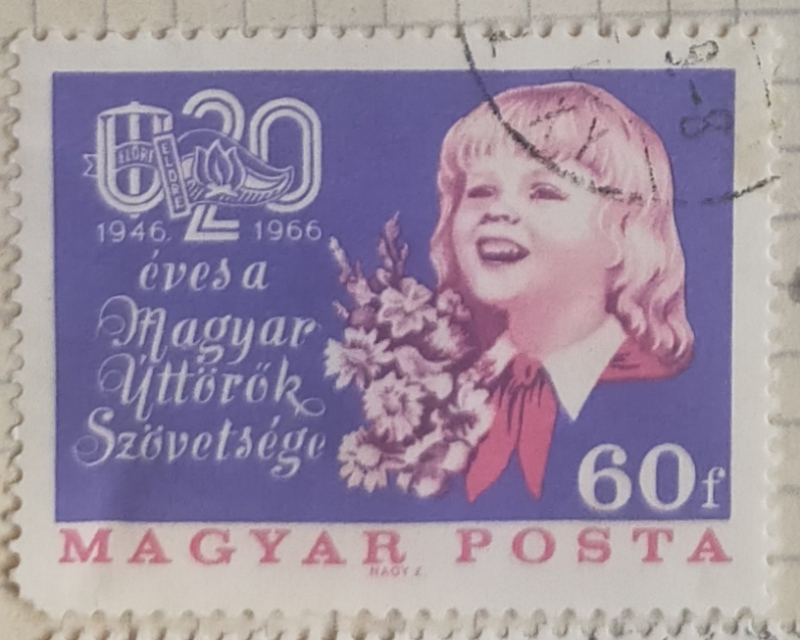 20
ELŐRE
ELŐRE
1946 1966
éves a
Magyar
Úttörők
Szövetsége
60f
MAGYAR POSTA
NAGY Z.